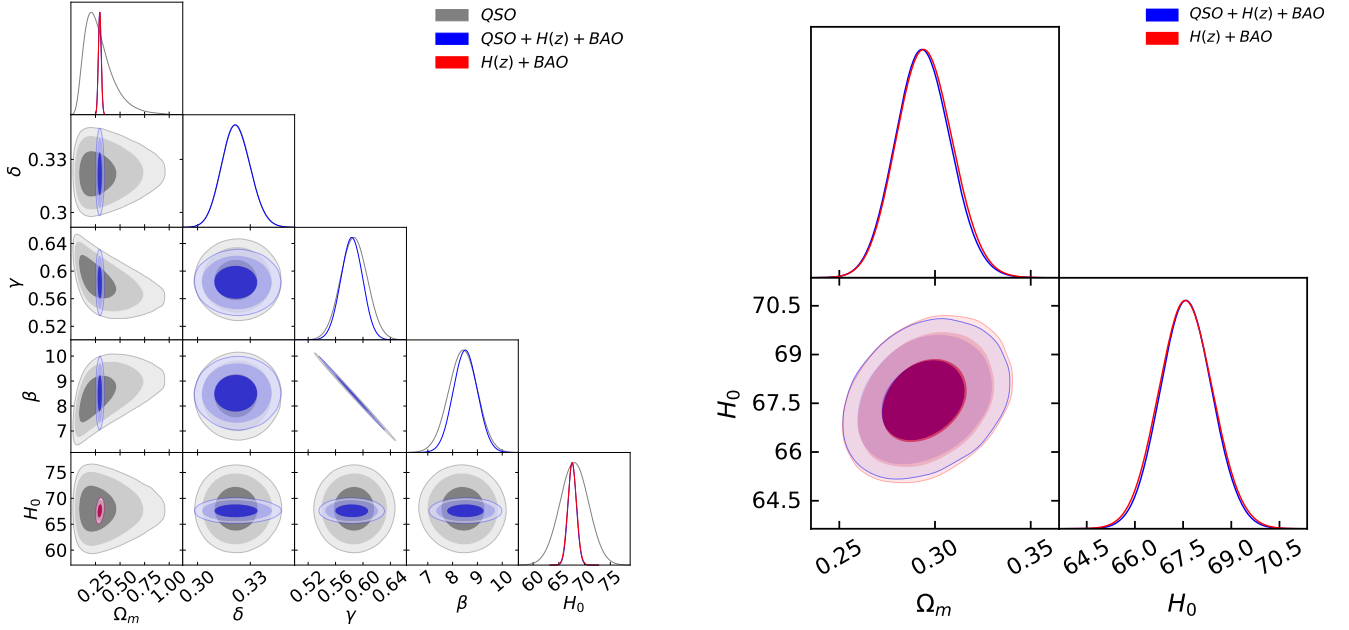 QSO
QSO + H(z) + BAO
H(z) + BAO
δ
0.33
0.3
γ
0.64
0.6
0.56
0.52
β
10
9
8
7
H₀
75
70
65
60
0.25 0.50 0.75 1.00
0.30 0.33
0.52 0.56 0.60 0.64
7 8 9 10
60 65 70 75
Ωₘ δ γ β H₀
QSO + H(z) + BAO
H(z) + BAO
H₀
70.5
69
67.5
66
64.5
0.25 0.30 0.35
64.5 66.0 67.5 69.0 70.5
Ωₘ H₀